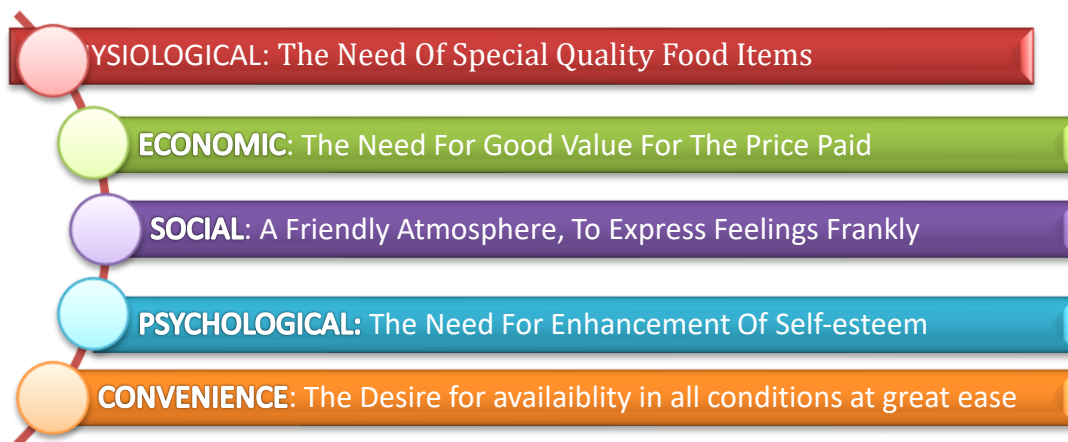 YSIOLOGICAL: The Need Of Special Quality Food Items
ECONOMIC: The Need For Good Value For The Price Paid
SOCIAL: A Friendly Atmosphere, To Express Feelings Frankly
PSYCHOLOGICAL: The Need For Enhancement Of Self-esteem
CONVENIENCE: The Desire for availaiblity in all conditions at great ease